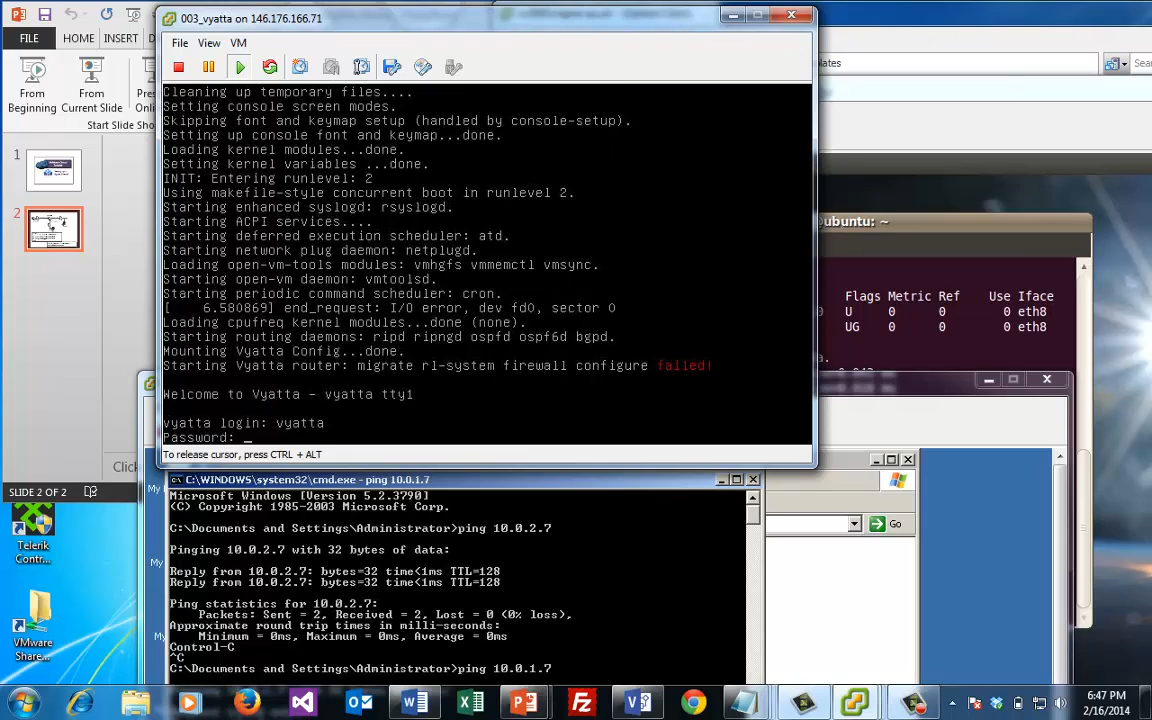 003_vyatta on 146.176.166.71
File View VM
FILE HOME INSERT
From Beginning
From Current Slide
Start Slide Sho
plates
Cleaning up temporary files....
Setting console screen modes.
Skipping font and keymap setup (handled by console-setup).
Setting up console font and keymap...done.
Loading kernel modules...done.
Setting kernel variables ...done.
INIT: Entering runlevel: 2
Using makefile-style concurrent boot in runlevel 2.
Starting enhanced syslogd: rsyslogd.
Starting ACPI services....
Starting deferred execution scheduler: atd.
Starting network plug daemon: netplugd.
Loading open-vm-tools modules: vmhgfs vmmemctl vmsync.
Starting open-vm daemon: vmtoolsd.
Starting periodic command scheduler: cron.
[    6.580869] end_request: I/O error, dev fd0, sector 0
Loading cpufreq kernel modules...done (none).
Starting routing daemons: ripd ripngd ospfd ospf6d bgpd.
Mounting Vyatta Config...done.
Starting Vyatta router: migrate rl-system firewall configure failed!
Welcome to Vyatta - vyatta tty1
vyatta login: vyatta
Password: _
To release cursor, press CTRL + ALT
1
2
ubuntu: ~
Flags Metric Ref Use Iface
U 0 0 0 eth8
UG 0 0 0 eth8
Click
SLIDE 2 OF 2
C:\WINDOWS\system32\cmd.exe - ping 10.0.1.7
Microsoft Windows [Version 5.2.3790]
(C) Copyright 1985-2003 Microsoft Corp.
C:\Documents and Settings\Administrator>ping 10.0.2.7
Pinging 10.0.2.7 with 32 bytes of data:
Reply from 10.0.2.7: bytes=32 time<1ms TTL=128
Reply from 10.0.2.7: bytes=32 time<1ms TTL=128
Ping statistics for 10.0.2.7:
Packets: Sent = 2, Received = 2, Lost = 0 (0% loss),
Approximate round trip times in milli-seconds:
Minimum = 0ms, Maximum = 0ms, Average = 0ms
Control-C
^C
C:\Documents and Settings\Administrator>ping 10.0.1.7
Go
Telerik Contr...
VMware Share...
6:47 PM
2/16/2014